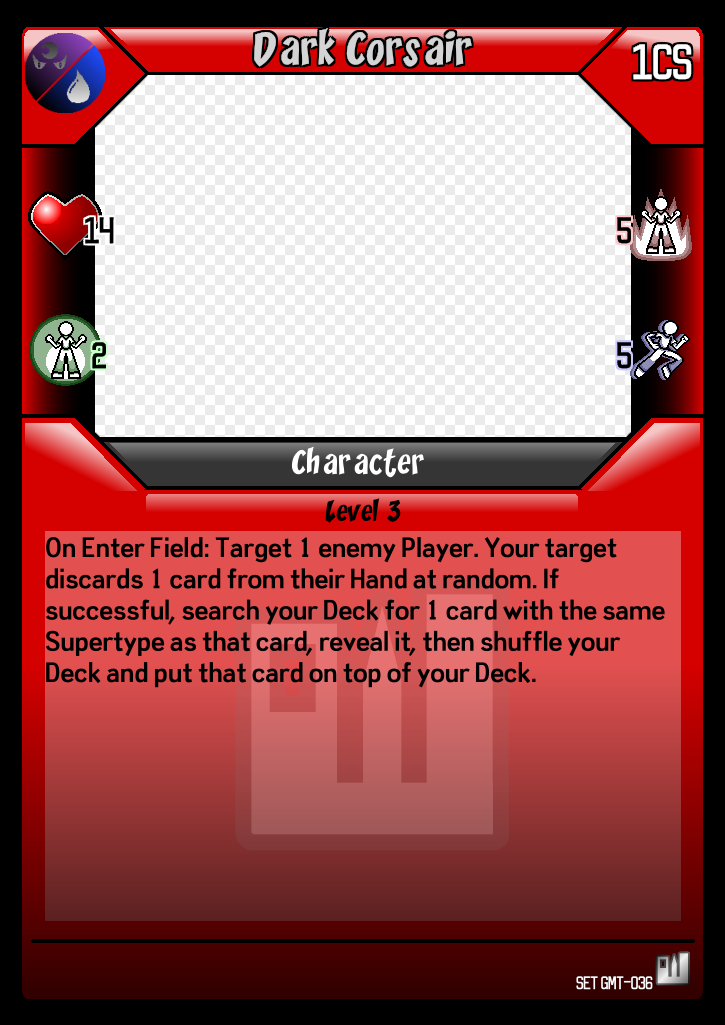 Dark Corsair
1CS
14
5
2
5
Character
Level 3
On Enter Field: Target 1 enemy Player. Your target
discards 1 card from their Hand at random. If
successful, search your Deck for 1 card with the same
Supertype as that card, reveal it, then shuffle your
Deck and put that card on top of your Deck.
SET GMT-036